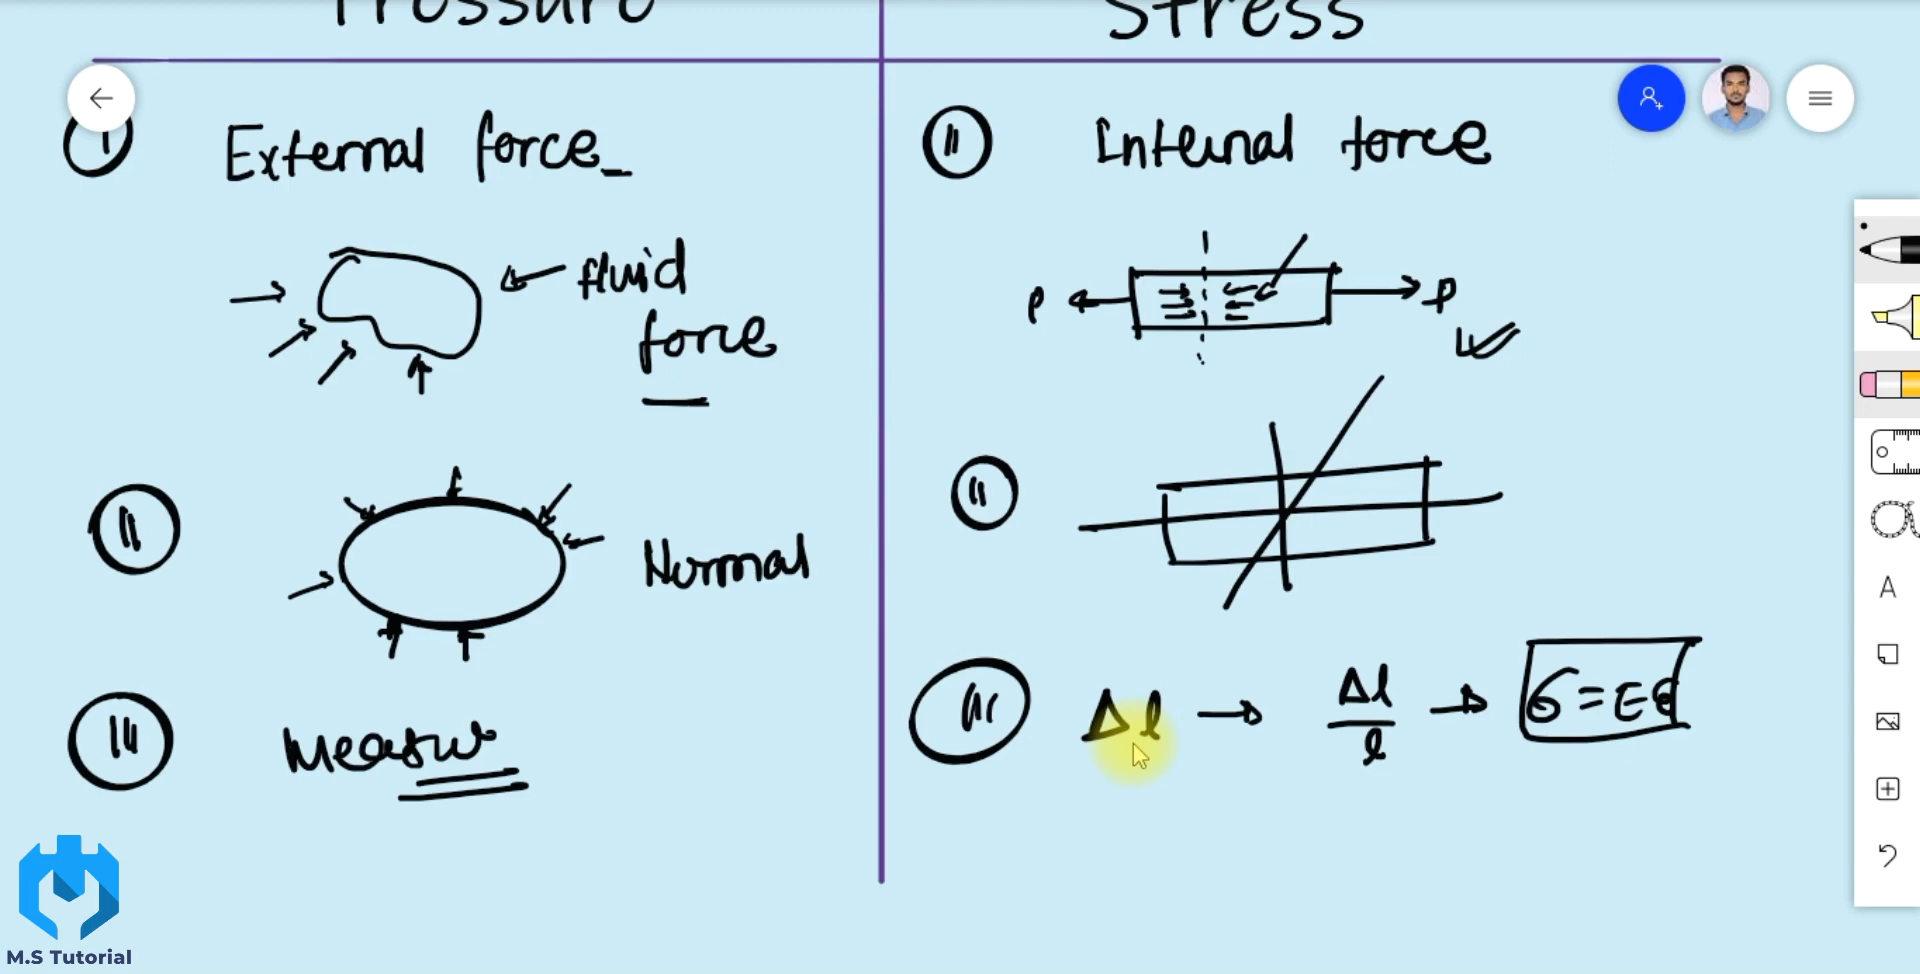 Pressure
Stress
I
External force
fluid
force
II
Normal
III
Measure
II
Internal force
P
P
II
III
Δl → Δl/l → σ=Eϵ
A
M.S Tutorial